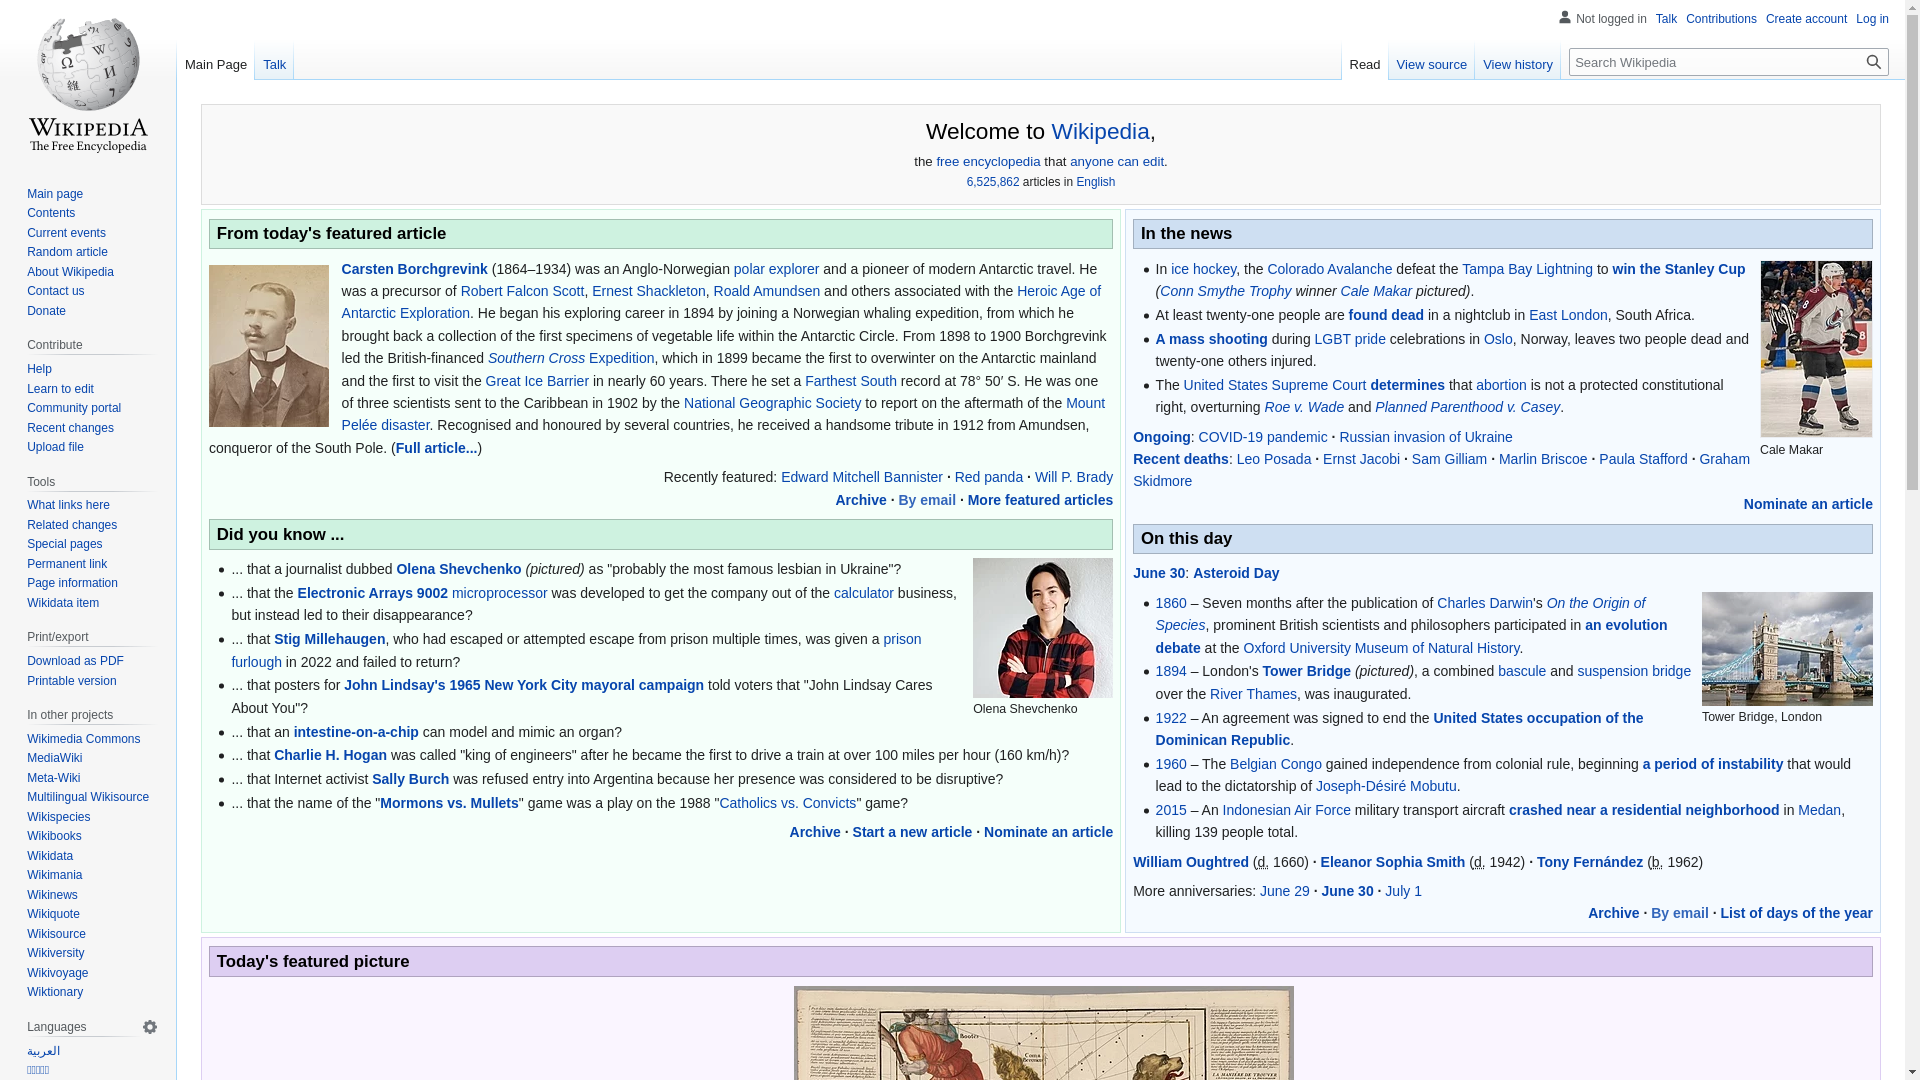 Not logged in Talk Contributions Create account Log in
Main Page Talk
Read View source View history Search Wikipedia
WIKIPEDIA
The Free Encyclopedia
Main page
Contents
Current events
Random article
About Wikipedia
Contact us
Donate
Contribute
Help
Learn to edit
Community portal
Recent changes
Upload file
Tools
What links here
Related changes
Special pages
Permanent link
Page information
Wikidata item
Print/export
Download as PDF
Printable version
In other projects
Wikimedia Commons
MediaWiki
Meta-Wiki
Multilingual Wikisource
Wikispecies
Wikibooks
Wikidata
Wikimania
Wikinews
Wikiquote
Wikisource
Wikiversity
Wikivoyage
Wiktionary
Languages
العربية
Welcome to Wikipedia,
the free encyclopedia that anyone can edit.
6,525,862 articles in English
From today's featured article
Carsten Borchgrevink (1864–1934) was an Anglo-Norwegian polar explorer and a pioneer of modern Antarctic travel. He
was a precursor of Robert Falcon Scott, Ernest Shackleton, Roald Amundsen and others associated with the Heroic Age of
Antarctic Exploration. He began his exploring career in 1894 by joining a Norwegian whaling expedition, from which he
brought back a collection of the first specimens of vegetable life within the Antarctic Circle. From 1898 to 1900 Borchgrevink
led the British-financed Southern Cross Expedition, which in 1899 became the first to overwinter on the Antarctic mainland
and the first to visit the Great Ice Barrier in nearly 60 years. There he set a Farthest South record at 78° 50′ S. He was one
of three scientists sent to the Caribbean in 1902 by the National Geographic Society to report on the aftermath of the Mount
Pelée disaster. Recognised and honoured by several countries, he received a handsome tribute in 1912 from Amundsen,
conqueror of the South Pole. (Full article...)
Recently featured: Edward Mitchell Bannister · Red panda · Will P. Brady
Archive · By email · More featured articles
Did you know ...
... that a journalist dubbed Olena Shevchenko (pictured) as "probably the most famous lesbian in Ukraine"?
... that the Electronic Arrays 9002 microprocessor was developed to get the company out of the calculator business,
but instead led to their disappearance?
... that Stig Millehaugen, who had escaped or attempted escape from prison multiple times, was given a prison
furlough in 2022 and failed to return?
... that posters for John Lindsay's 1965 New York City mayoral campaign told voters that "John Lindsay Cares
About You"?
Olena Shevchenko
... that an intestine-on-a-chip can model and mimic an organ?
... that Charlie H. Hogan was called "king of engineers" after he became the first to drive a train at over 100 miles per hour (160 km/h)?
... that Internet activist Sally Burch was refused entry into Argentina because her presence was considered to be disruptive?
... that the name of the "Mormons vs. Mullets" game was a play on the 1988 "Catholics vs. Convicts" game?
Archive · Start a new article · Nominate an article
In the news
In ice hockey, the Colorado Avalanche defeat the Tampa Bay Lightning to win the Stanley Cup
(Conn Smythe Trophy winner Cale Makar pictured).
At least twenty-one people are found dead in a nightclub in East London, South Africa.
A mass shooting during LGBT pride celebrations in Oslo, Norway, leaves two people dead and
twenty-one others injured.
The United States Supreme Court determines that abortion is not a protected constitutional
right, overturning Roe v. Wade and Planned Parenthood v. Casey.
Cale Makar
Ongoing: COVID-19 pandemic · Russian invasion of Ukraine
Recent deaths: Leo Posada · Ernst Jacobi · Sam Gilliam · Marlin Briscoe · Paula Stafford · Graham
Skidmore
Nominate an article
On this day
June 30: Asteroid Day
1860 – Seven months after the publication of Charles Darwin's On the Origin of
Species, prominent British scientists and philosophers participated in an evolution
debate at the Oxford University Museum of Natural History.
1894 – London's Tower Bridge (pictured), a combined bascule and suspension bridge
over the River Thames, was inaugurated.
Tower Bridge, London
1922 – An agreement was signed to end the United States occupation of the
Dominican Republic.
1960 – The Belgian Congo gained independence from colonial rule, beginning a period of instability that would
lead to the dictatorship of Joseph-Désiré Mobutu.
2015 – An Indonesian Air Force military transport aircraft crashed near a residential neighborhood in Medan,
killing 139 people total.
William Oughtred (d. 1660) · Eleanor Sophia Smith (d. 1942) · Tony Fernández (b. 1962)
More anniversaries: June 29 · June 30 · July 1
Archive · By email · List of days of the year
Today's featured picture